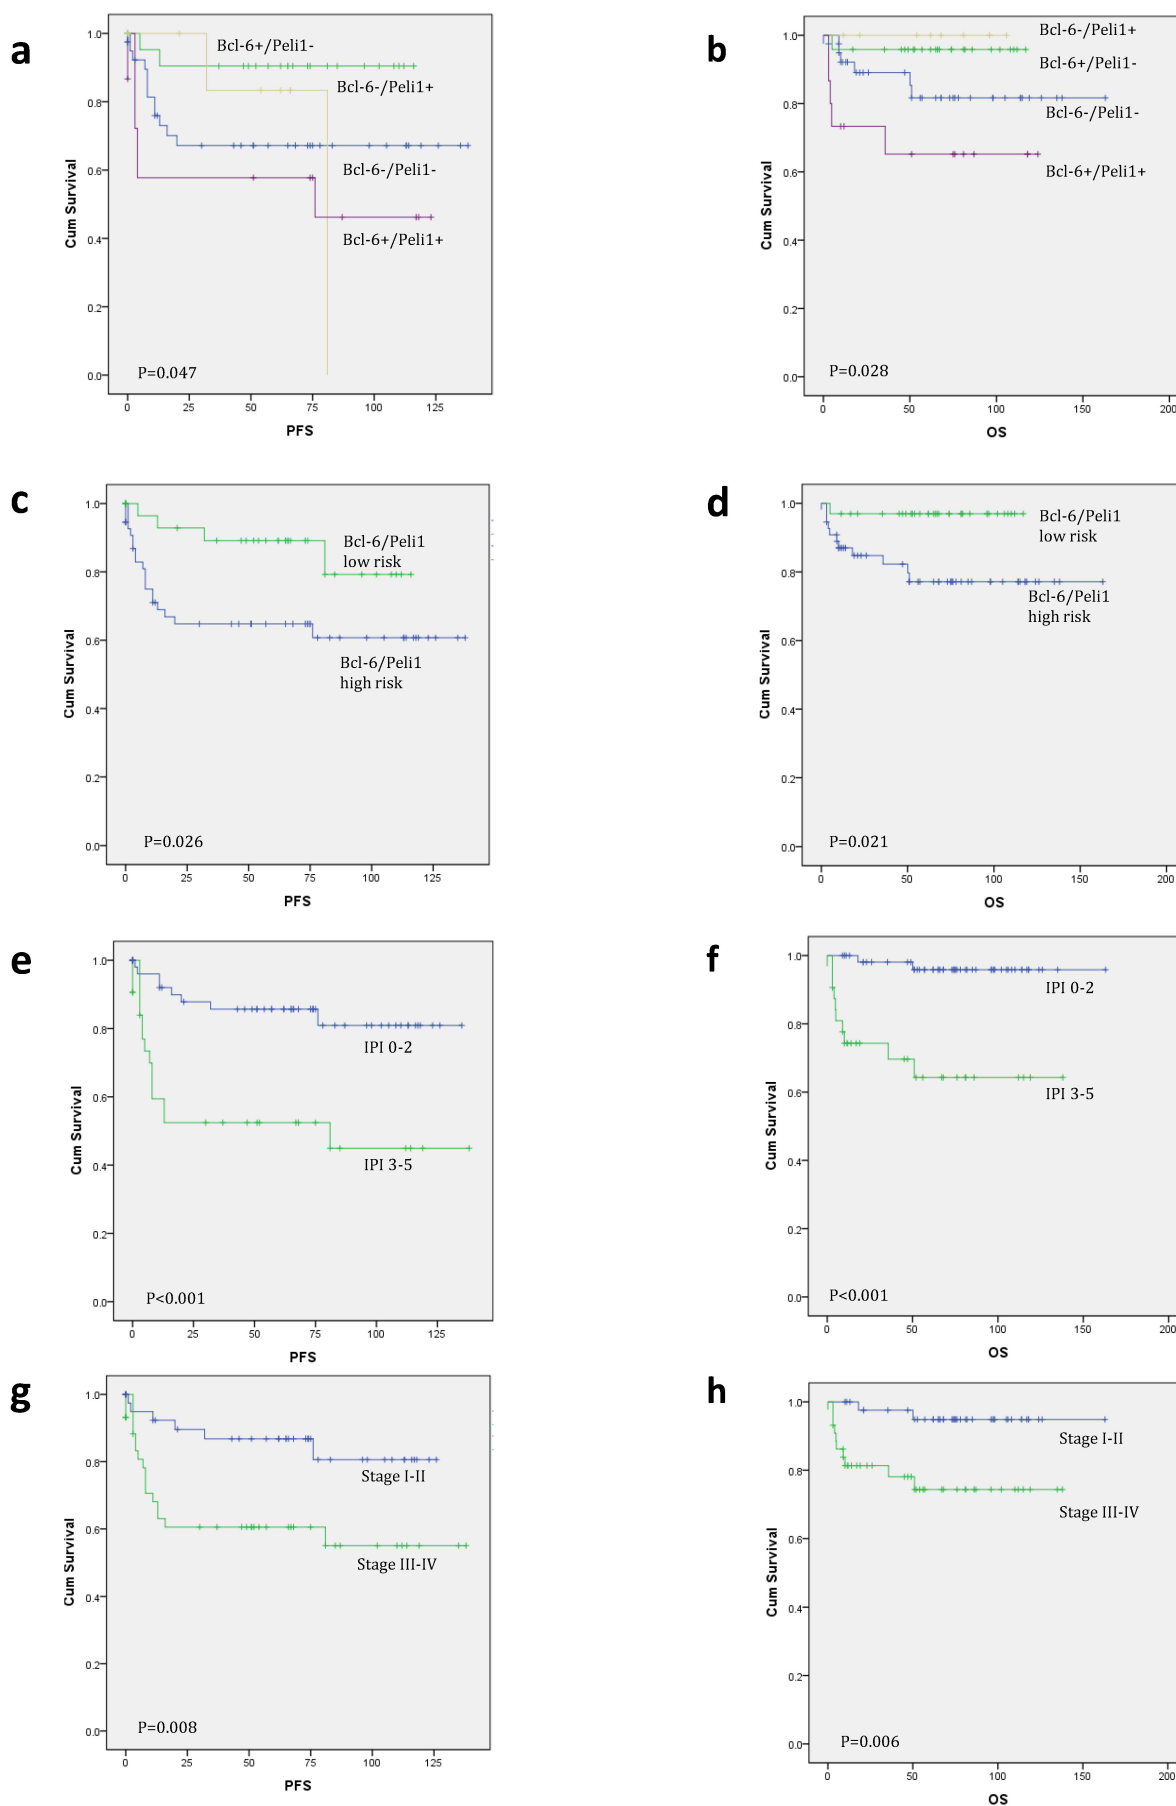 a
1.0
0.8
0.6
0.4
0.2
0.0
Cum Survival
Bcl-6+/Peli1-
Bcl-6-/Peli1+
Bcl-6-/Peli1-
Bcl-6+/Peli1+
P=0.047
0 25 50 75 100 125
PFS
b
1.0
0.8
0.6
0.4
0.2
0.0
Cum Survival
Bcl-6-/Peli1+
Bcl-6+/Peli1-
Bcl-6-/Peli1-
Bcl-6+/Peli1+
P=0.028
0 50 100 150 200
OS
c
1.0
0.8
0.6
0.4
0.2
0.0
Cum Survival
Bcl-6/Peli1
low risk
Bcl-6/Peli1
high risk
P=0.026
0 25 50 75 100 125
PFS
d
1.0
0.8
0.6
0.4
0.2
0.0
Cum Survival
Bcl-6/Peli1
low risk
Bcl-6/Peli1
high risk
P=0.021
0 50 100 150 200
OS
e
1.0
0.8
0.6
0.4
0.2
0.0
Cum Survival
IPI 0-2
IPI 3-5
P<0.001
0 25 50 75 100 125
PFS
f
1.0
0.8
0.6
0.4
0.2
0.0
Cum Survival
IPI 0-2
IPI 3-5
P<0.001
0 50 100 150 200
OS
g
1.0
0.8
0.6
0.4
0.2
0.0
Cum Survival
Stage I-II
Stage III-IV
P=0.008
0 25 50 75 100 125
PFS
h
1.0
0.8
0.6
0.4
0.2
0.0
Cum Survival
Stage I-II
Stage III-IV
P=0.006
0 50 100 150 200
OS